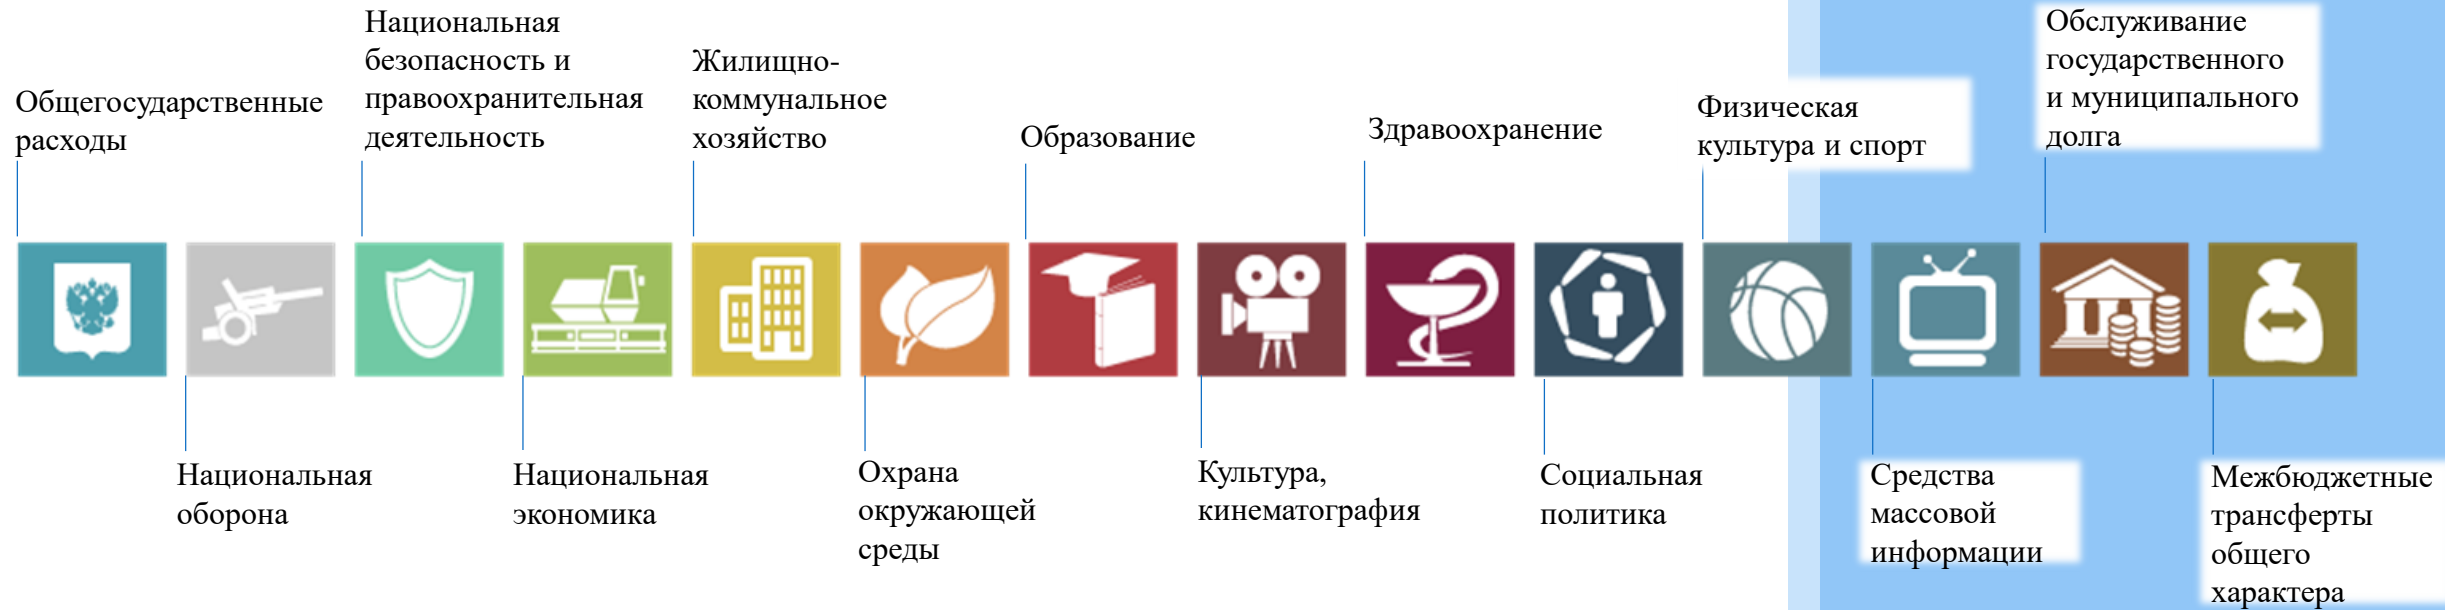 Общегосударственные
расходы
Национальная
безопасность и
правоохранительная
деятельность
Жилищно-
коммунальное
хозяйство
Образование
Здравоохранение
Физическая
культура и спорт
Обслуживание
государственного
и муниципального
долга
Национальная
оборона
Национальная
экономика
Охрана
окружающей
среды
Культура,
кинематография
Социальная
политика
Средства
массовой
информации
Межбюджетные
трансферты
общего
характера